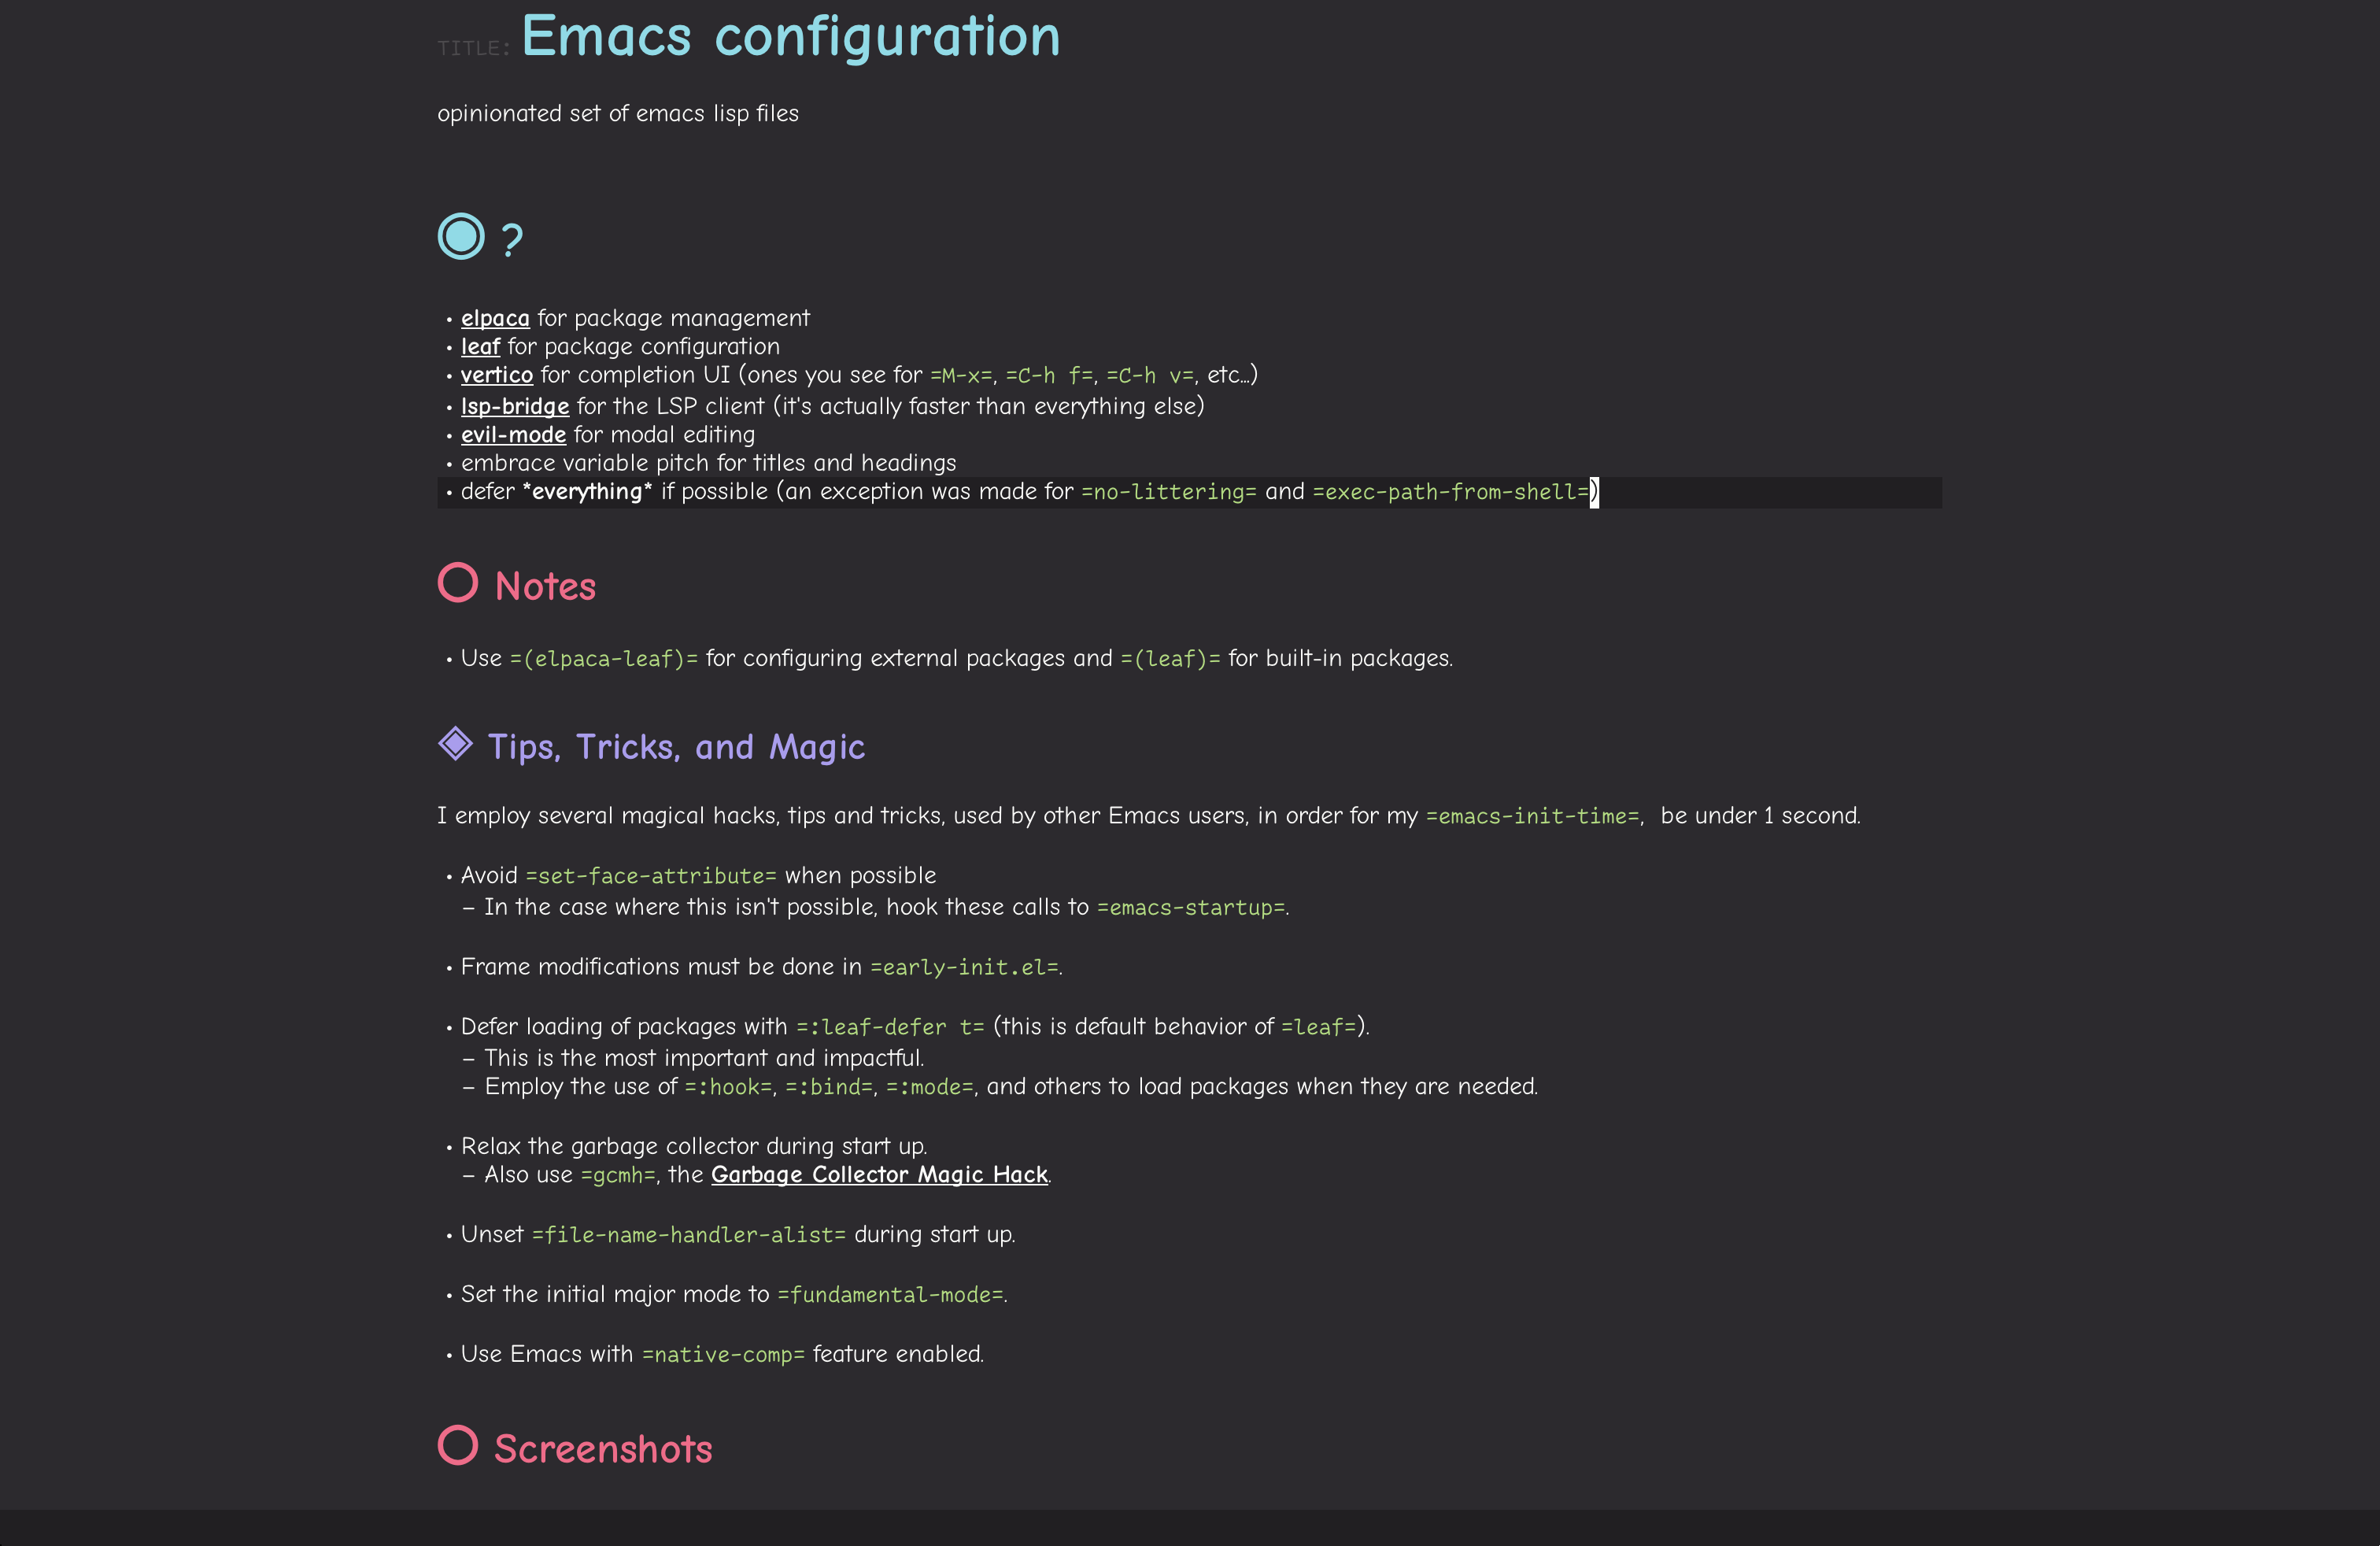 TITLE: Emacs configuration
opinionated set of emacs lisp files
◉ ?
• elpaca for package management
• leaf for package configuration
• vertico for completion UI (ones you see for =M-x=, =C-h f=, =C-h v=, etc...)
• lsp-bridge for the LSP client (it's actually faster than everything else)
• evil-mode for modal editing
• embrace variable pitch for titles and headings
• defer *everything* if possible (an exception was made for =no-littering= and =exec-path-from-shell=)
○ Notes
• Use =(elpaca-leaf)= for configuring external packages and =(leaf)= for built-in packages.
◈ Tips, Tricks, and Magic
I employ several magical hacks, tips and tricks, used by other Emacs users, in order for my =emacs-init-time=,  be under 1 second.
• Avoid =set-face-attribute= when possible
– In the case where this isn't possible, hook these calls to =emacs-startup=.
• Frame modifications must be done in =early-init.el=.
• Defer loading of packages with =:leaf-defer t= (this is default behavior of =leaf=).
– This is the most important and impactful.
– Employ the use of =:hook=, =:bind=, =:mode=, and others to load packages when they are needed.
• Relax the garbage collector during start up.
– Also use =gcmh=, the Garbage Collector Magic Hack.
• Unset =file-name-handler-alist= during start up.
• Set the initial major mode to =fundamental-mode=.
• Use Emacs with =native-comp= feature enabled.
○ Screenshots